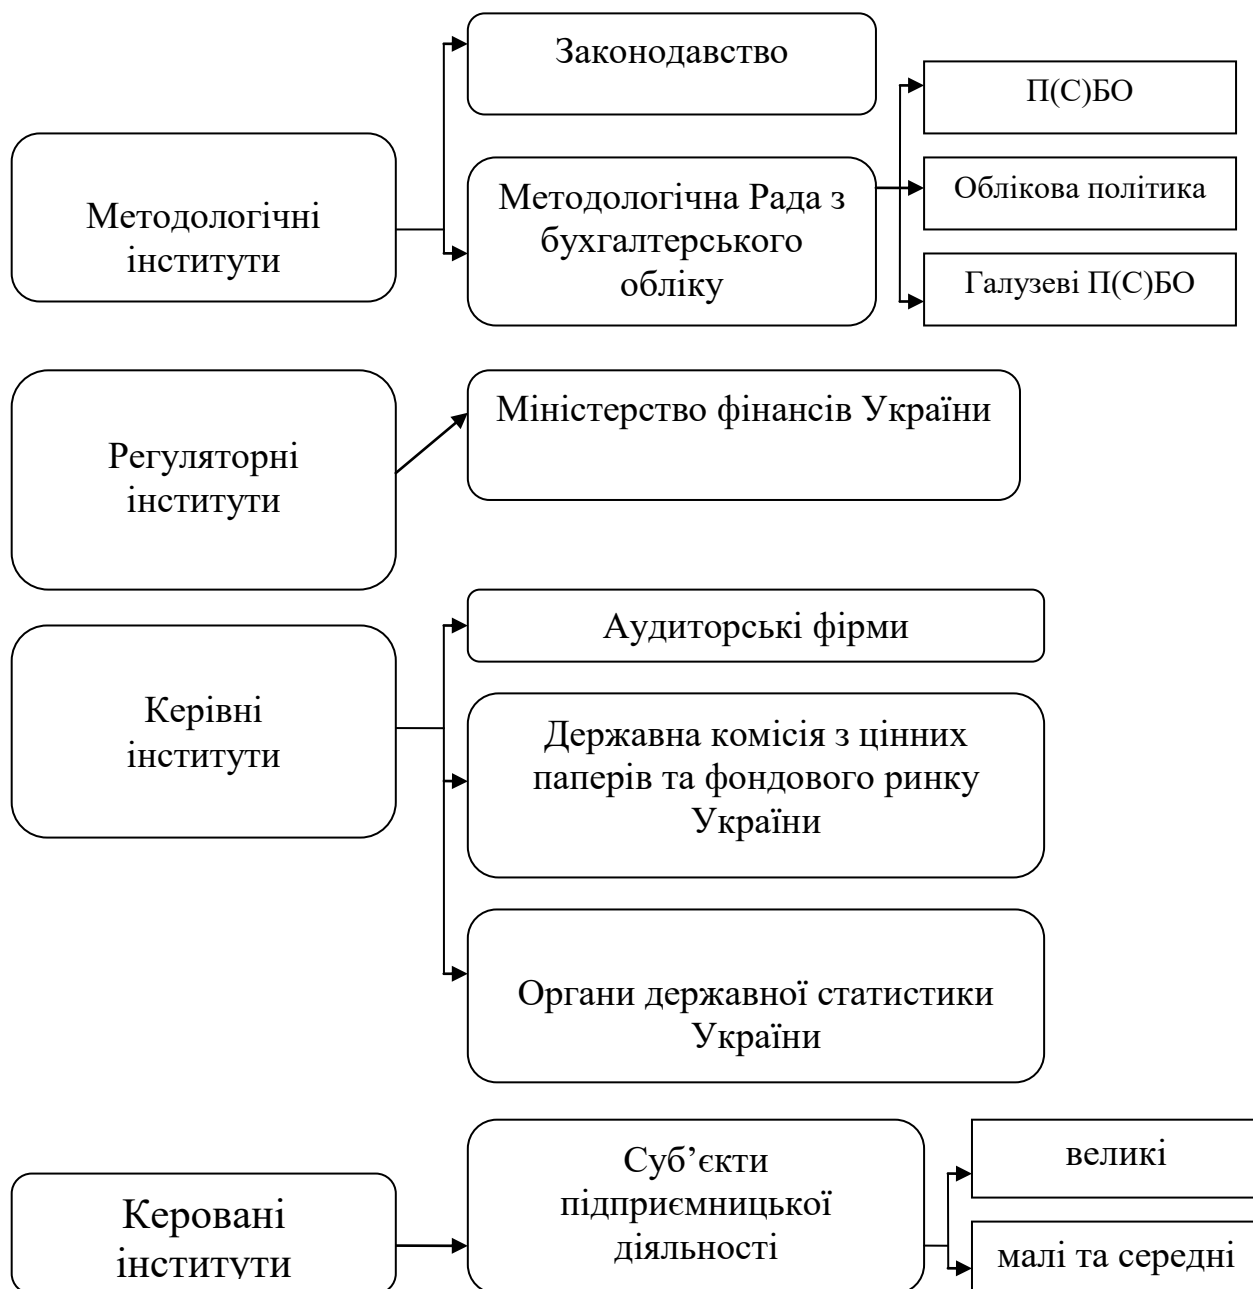 Методологічні
інститути
Законодавство
Методологічна Рада з
бухгалтерського
обліку
П(С)БО
Облікова політика
Галузеві П(С)БО
Регуляторні
інститути
Міністерство фінансів України
Керівні
інститути
Аудиторські фірми
Державна комісія з цінних
паперів та фондового ринку
України
Органи державної статистики
України
Керовані
інститути
Суб’єкти
підприємницької
діяльності
великі
малі та середні